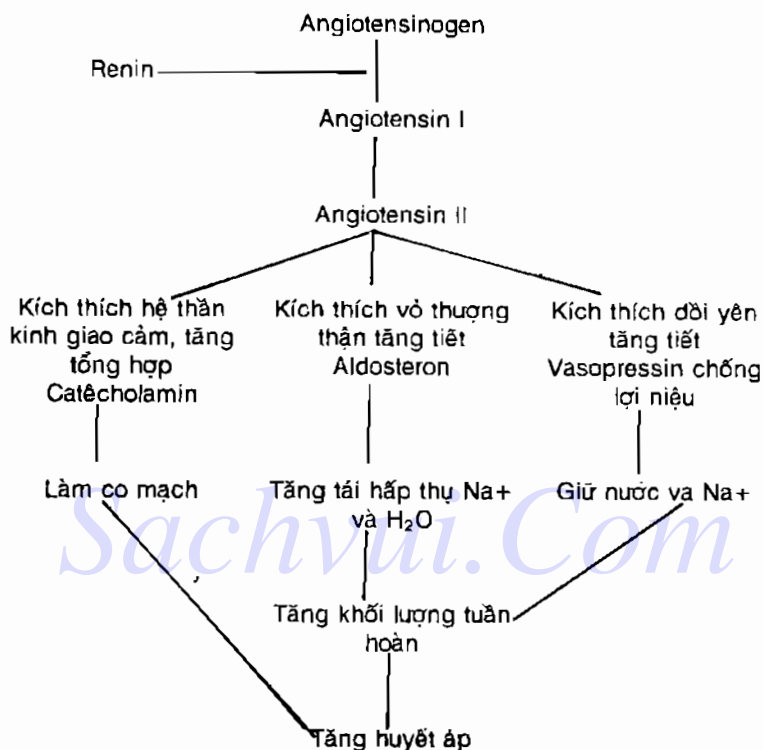 Angiotensinogen
Renin
Angiotensin I
Angiotensin II
Kích thích hệ thần
kinh giao cảm, tăng
tổng hợp
Catêcholamin
Kích thích vỏ thượng
thận tăng tiết
Aldosteron
Kích thích dồi yên
tăng tiết
Vasopressin chống
lợi niệu
Làm co mạch
Tăng tái hấp thụ Na+
và H₂O
Giữ nước va Na+
Sachvui.Com
Tăng khối lượng tuần
hoàn
Tăng huyết áp